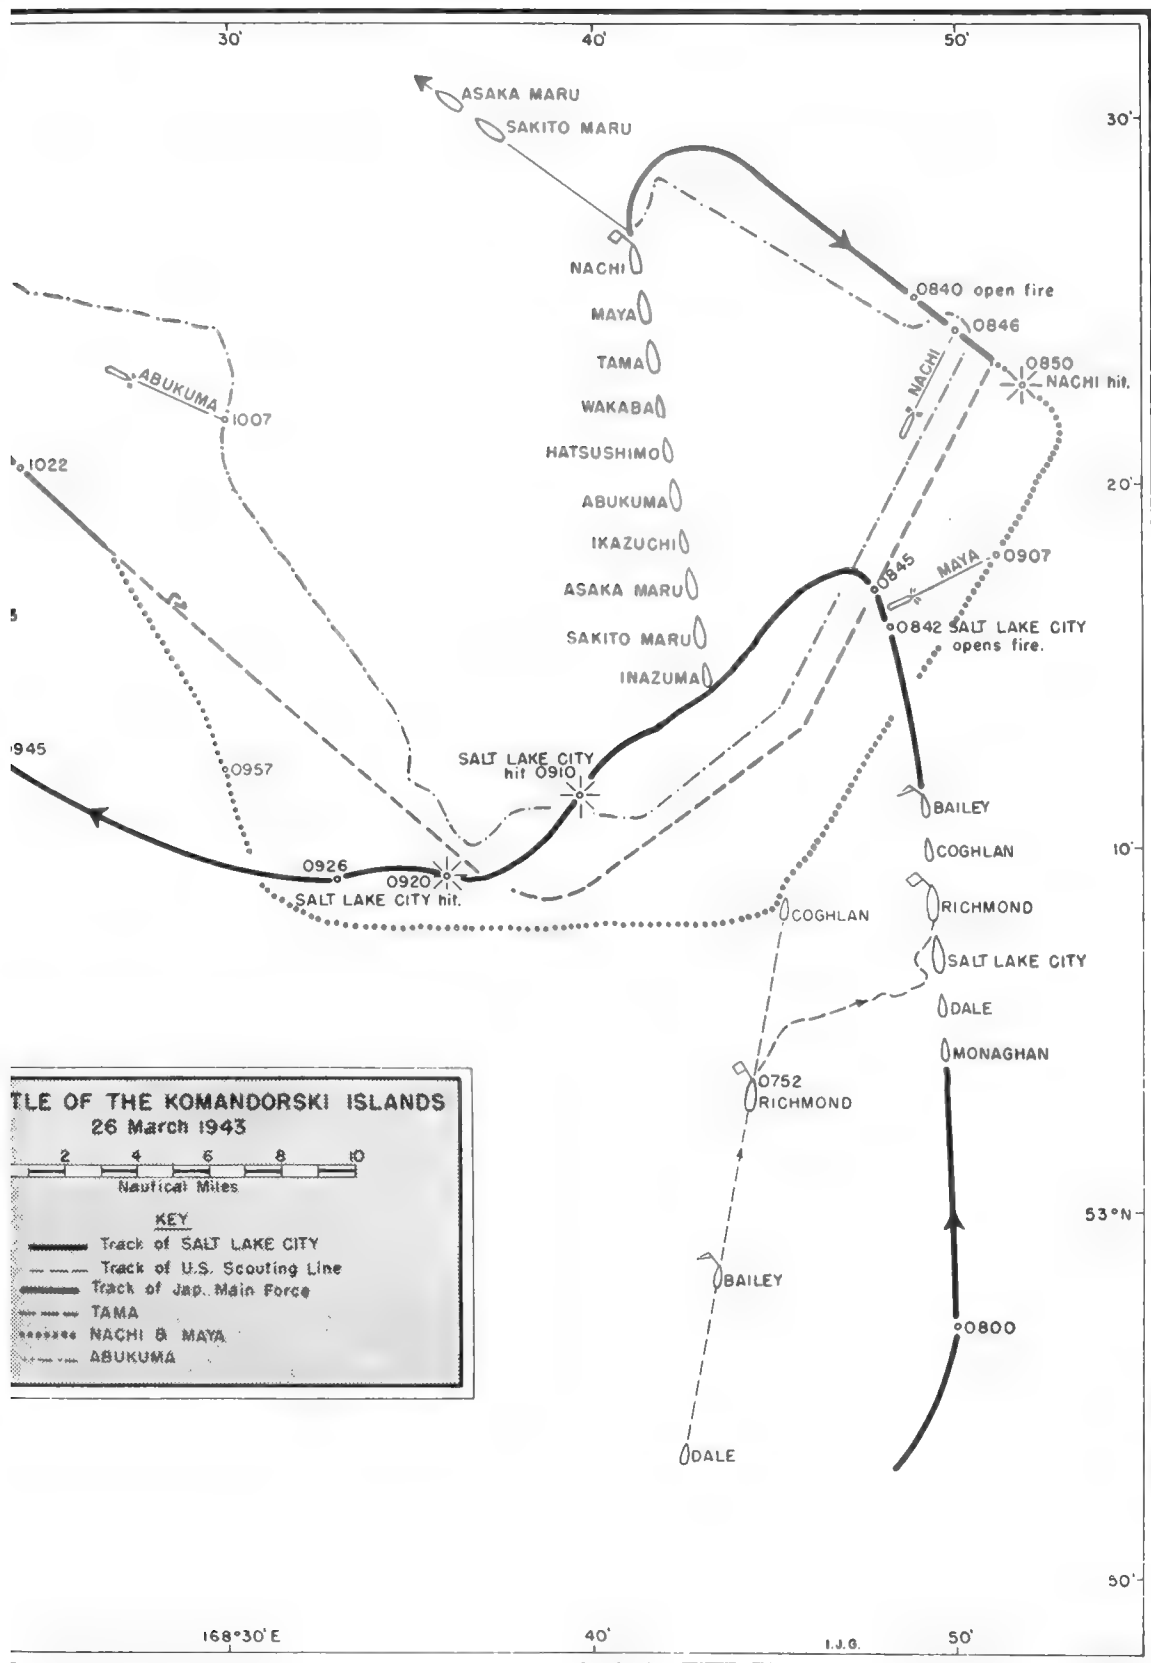 30'
40'
50'
30'
ASAKA MARU
SAKITO MARU
NACHI
MAYA
TAMA
WAKABA
HATSUSHIMO
ABUKUMA
IKAZUCHI
ASAKA MARU
SAKITO MARU
INAZUMA
0840 open fire
0846
0850
NACHI hit.
NACHI
ABUKUMA
1007
1022
20'
MAYA
0907
0845
0842 SALT LAKE CITY
opens fire.
0945
0957
SALT LAKE CITY
hit 0910
0926
0920
SALT LAKE CITY hit.
10'
BAILEY
COGHLAN
RICHMOND
SALT LAKE CITY
DALE
MONAGHAN
COGHLAN
0752
RICHMOND
BAILEY
DALE
0800
53°N
50'
TLE OF THE KOMANDORSKI ISLANDS
26 March 1943
2 4 6 8 10
Nautical Miles
KEY
Track of SALT LAKE CITY
Track of U.S. Scouting Line
Track of Jap. Main Force
TAMA
NACHI & MAYA
ABUKUMA
168°30'E
40'
I.J.G.
50'